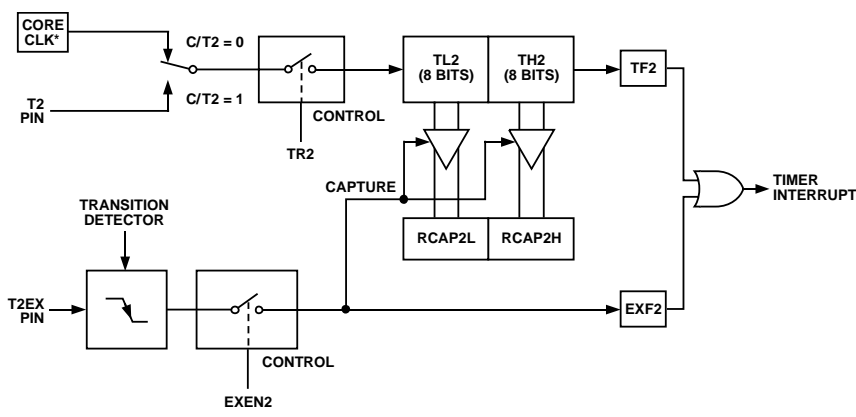 CORE
CLK*
C/T2 = 0
T2
PIN
C/T2 = 1
CONTROL
TR2
TL2
(8 BITS)
TH2
(8 BITS)
TF2
CAPTURE
RCAP2L
RCAP2H
TIMER
INTERRUPT
TRANSITION
DETECTOR
T2EX
PIN
CONTROL
EXEN2
EXF2